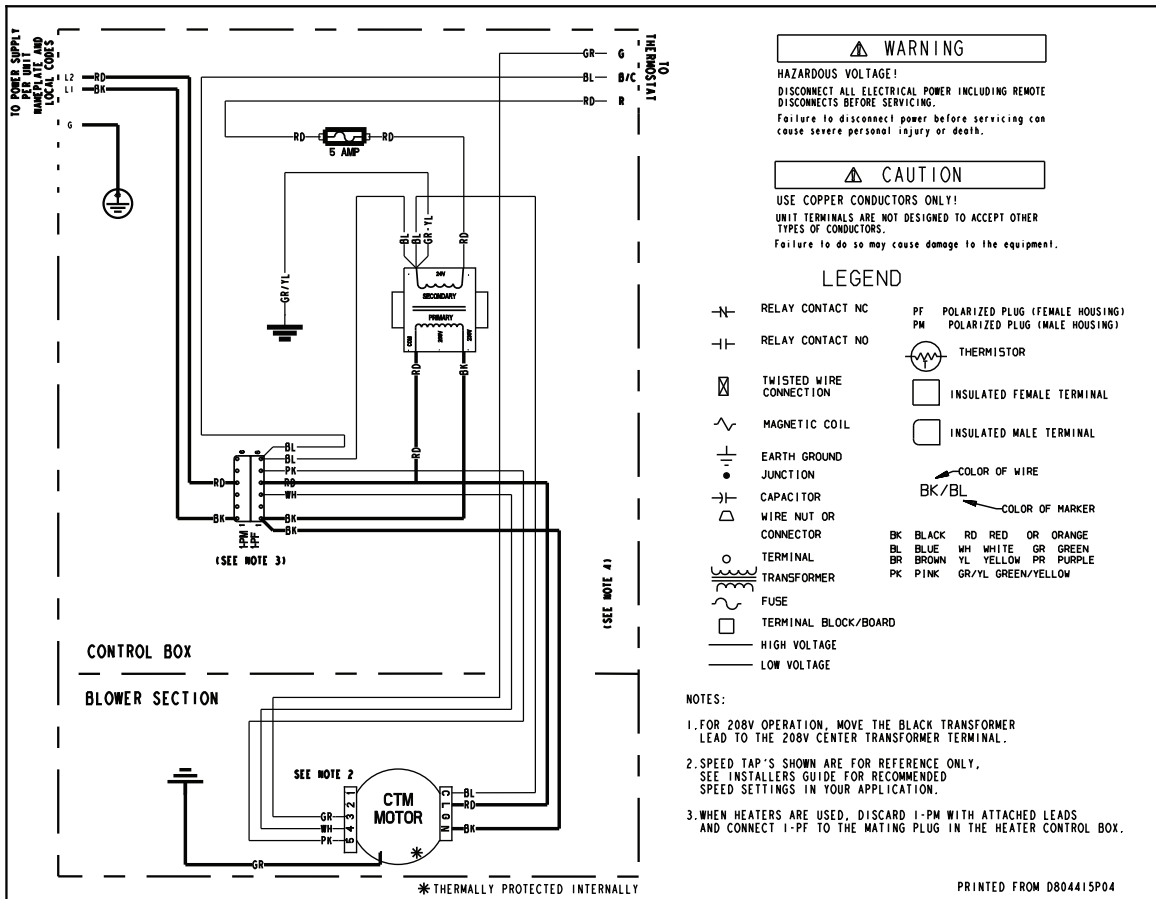 TO POWER SUPPLY
PER UNIT
NAMEPLATE AND
LOCAL CODES
L2
RD
L1
BK
G
GR
G
BL
B/C
RD
R
TO
THERMOSTAT
RD
RD
5 AMP
BL
BL
GR-YL
RD
GR/YL
24V
SECONDARY
PRIMARY
COM
208V
230V
RD
BK
RD
BL
BL
PK
RD
RD
WH
BK
BK
BK
1-PM
1-PF
(SEE NOTE 3)
(SEE NOTE 4)
CONTROL BOX
BLOWER SECTION
SEE NOTE 2
CTM
MOTOR
1
2
3
4
5
GR
WH
PK
C
L
G
N
BL
RD
BK
GR
✳
✳ THERMALLY PROTECTED INTERNALLY
WARNING
HAZARDOUS VOLTAGE!
DISCONNECT ALL ELECTRICAL POWER INCLUDING REMOTE
DISCONNECTS BEFORE SERVICING.
Failure to disconnect power before servicing can
cause severe personal injury or death.
CAUTION
USE COPPER CONDUCTORS ONLY!
UNIT TERMINALS ARE NOT DESIGNED TO ACCEPT OTHER
TYPES OF CONDUCTORS.
Failure to do so may cause damage to the equipment.
LEGEND
RELAY CONTACT NC
RELAY CONTACT NO
TWISTED WIRE
CONNECTION
MAGNETIC COIL
EARTH GROUND
JUNCTION
CAPACITOR
WIRE NUT OR
CONNECTOR
TERMINAL
TRANSFORMER
FUSE
TERMINAL BLOCK/BOARD
HIGH VOLTAGE
LOW VOLTAGE
PF POLARIZED PLUG (FEMALE HOUSING)
PM POLARIZED PLUG (MALE HOUSING)
T
THERMISTOR
INSULATED FEMALE TERMINAL
INSULATED MALE TERMINAL
COLOR OF WIRE
BK/BL
COLOR OF MARKER
BK BLACK RD RED OR ORANGE
BL BLUE WH WHITE GR GREEN
BR BROWN YL YELLOW PR PURPLE
PK PINK GR/YL GREEN/YELLOW
NOTES:
1.FOR 208V OPERATION, MOVE THE BLACK TRANSFORMER
LEAD TO THE 208V CENTER TRANSFORMER TERMINAL.
2.SPEED TAP'S SHOWN ARE FOR REFERENCE ONLY,
SEE INSTALLERS GUIDE FOR RECOMMENDED
SPEED SETTINGS IN YOUR APPLICATION.
3.WHEN HEATERS ARE USED, DISCARD 1-PM WITH ATTACHED LEADS
AND CONNECT 1-PF TO THE MATING PLUG IN THE HEATER CONTROL BOX.
PRINTED FROM D804415P04